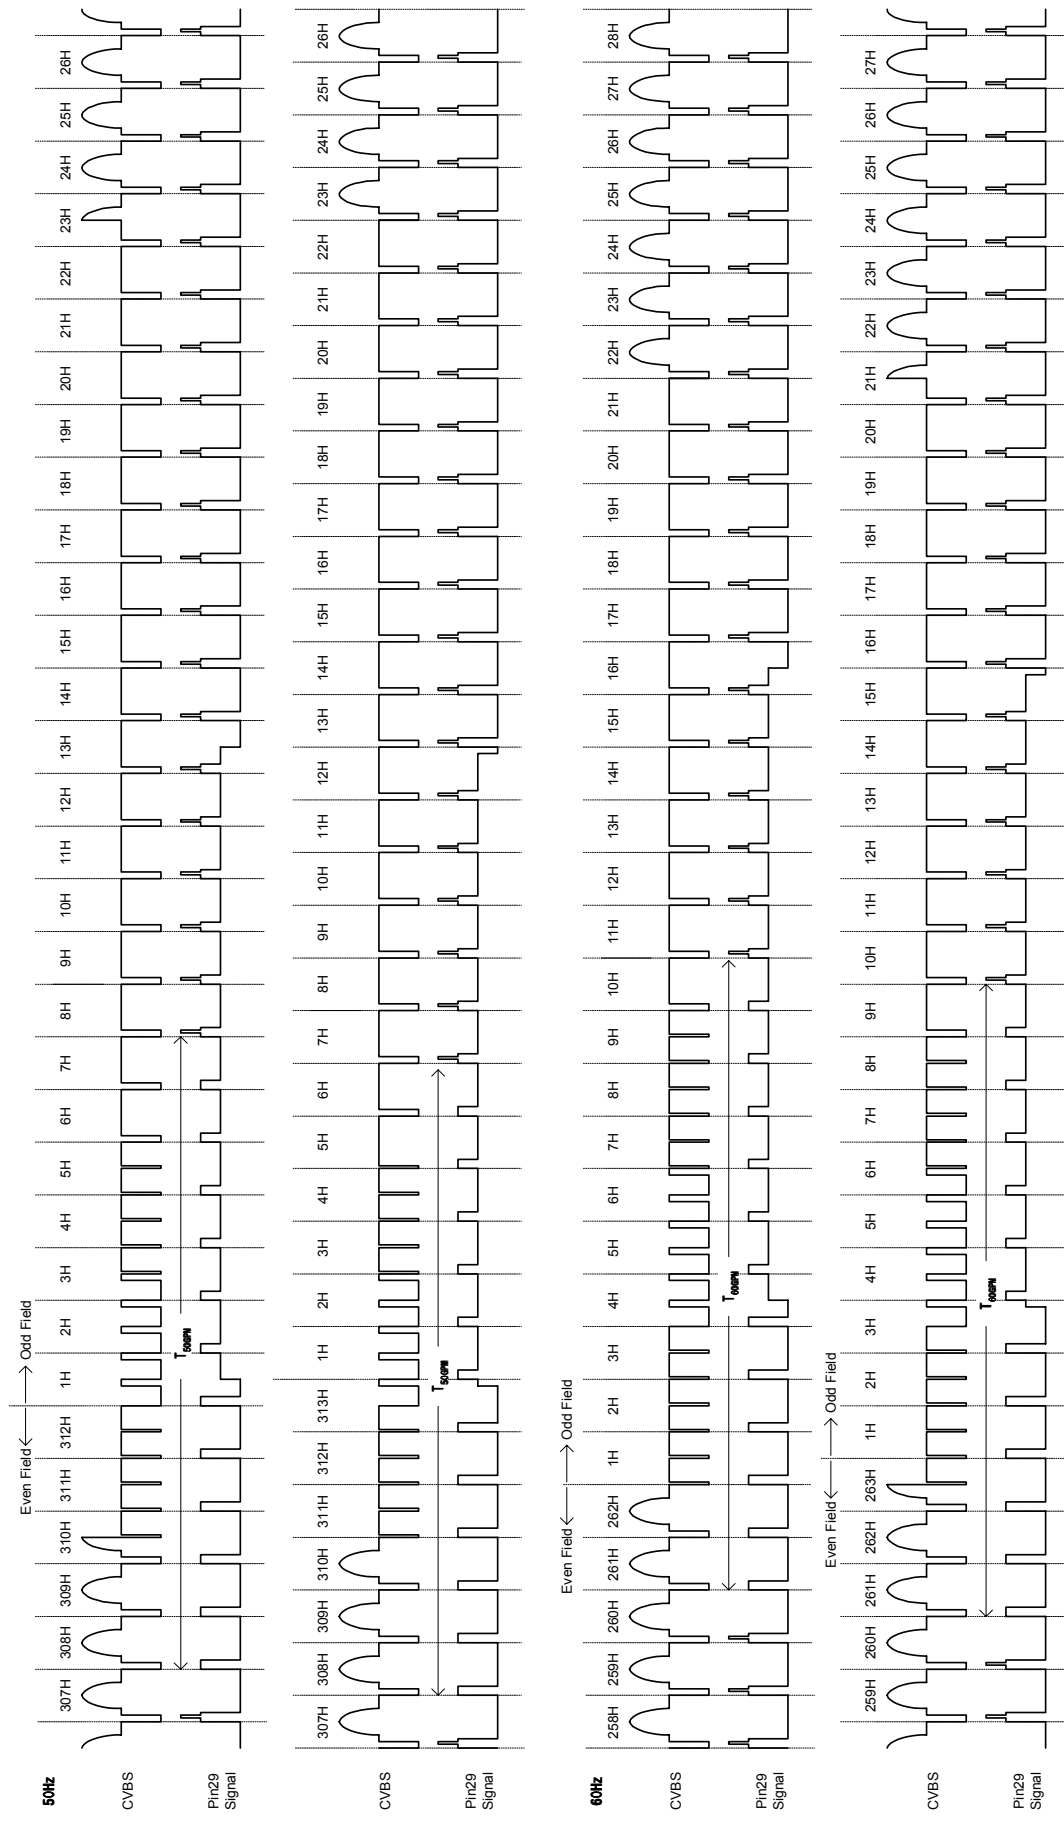 Even Field ← → Odd Field
50Hz 307H 308H 309H 310H 311H 312H 1H 2H 3H 4H 5H 6H 7H 8H 9H 10H 11H 12H 13H 14H 15H 16H 17H 18H 19H 20H 21H 22H 23H 24H 25H 26H
CVBS
T50GPM
Pin29
Signal
307H 308H 309H 310H 311H 312H 313H 1H 2H 3H 4H 5H 6H 7H 8H 9H 10H 11H 12H 13H 14H 15H 16H 17H 18H 19H 20H 21H 22H 23H 24H 25H 26H
CVBS
T50GPM
Pin29
Signal
Even Field ← → Odd Field
60Hz
258H 259H 260H 261H 262H 1H 2H 3H 4H 5H 6H 7H 8H 9H 10H 11H 12H 13H 14H 15H 16H 17H 18H 19H 20H 21H 22H 23H 24H 25H 26H 27H 28H
CVBS
T60GPM
Pin29
Signal
Even Field ← → Odd Field
259H 260H 261H 262H 263H 1H 2H 3H 4H 5H 6H 7H 8H 9H 10H 11H 12H 13H 14H 15H 16H 17H 18H 19H 20H 21H 22H 23H 24H 25H 26H 27H
CVBS
T60GPM
Pin29
Signal